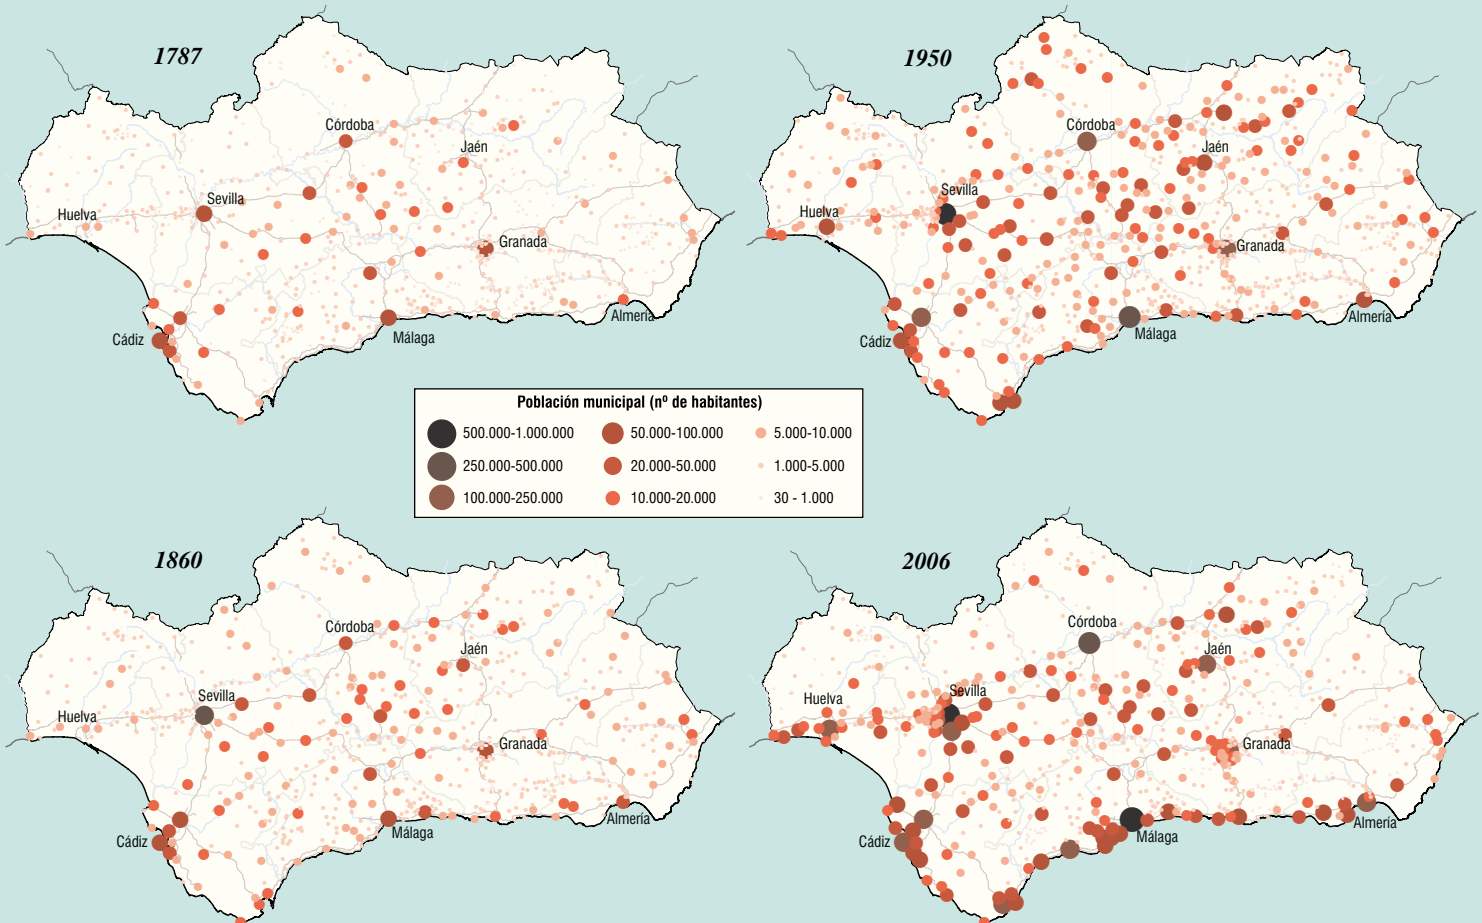 1787
Córdoba
Jaén
Sevilla
Huelva
Granada
Almería
Cádiz
Málaga
1950
Córdoba
Jaén
Sevilla
Huelva
Granada
Almería
Cádiz
Málaga
Población municipal (nº de habitantes)
500.000-1.000.000
50.000-100.000
5.000-10.000
250.000-500.000
20.000-50.000
1.000-5.000
100.000-250.000
10.000-20.000
30 - 1.000
1860
Córdoba
Jaén
Sevilla
Huelva
Granada
Almería
Málaga
Cádiz
2006
Córdoba
Jaén
Sevilla
Huelva
Granada
Almería
Málaga
Cádiz